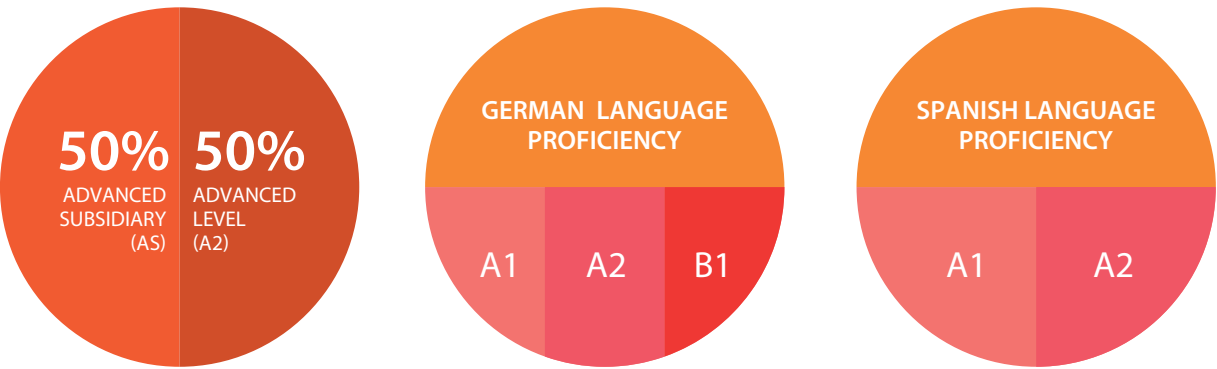 50%
ADVANCED
SUBSIDIARY
(AS)
50%
ADVANCED
LEVEL
(A2)
GERMAN LANGUAGE
PROFICIENCY
A1
A2
B1
SPANISH LANGUAGE
PROFICIENCY
A1
A2